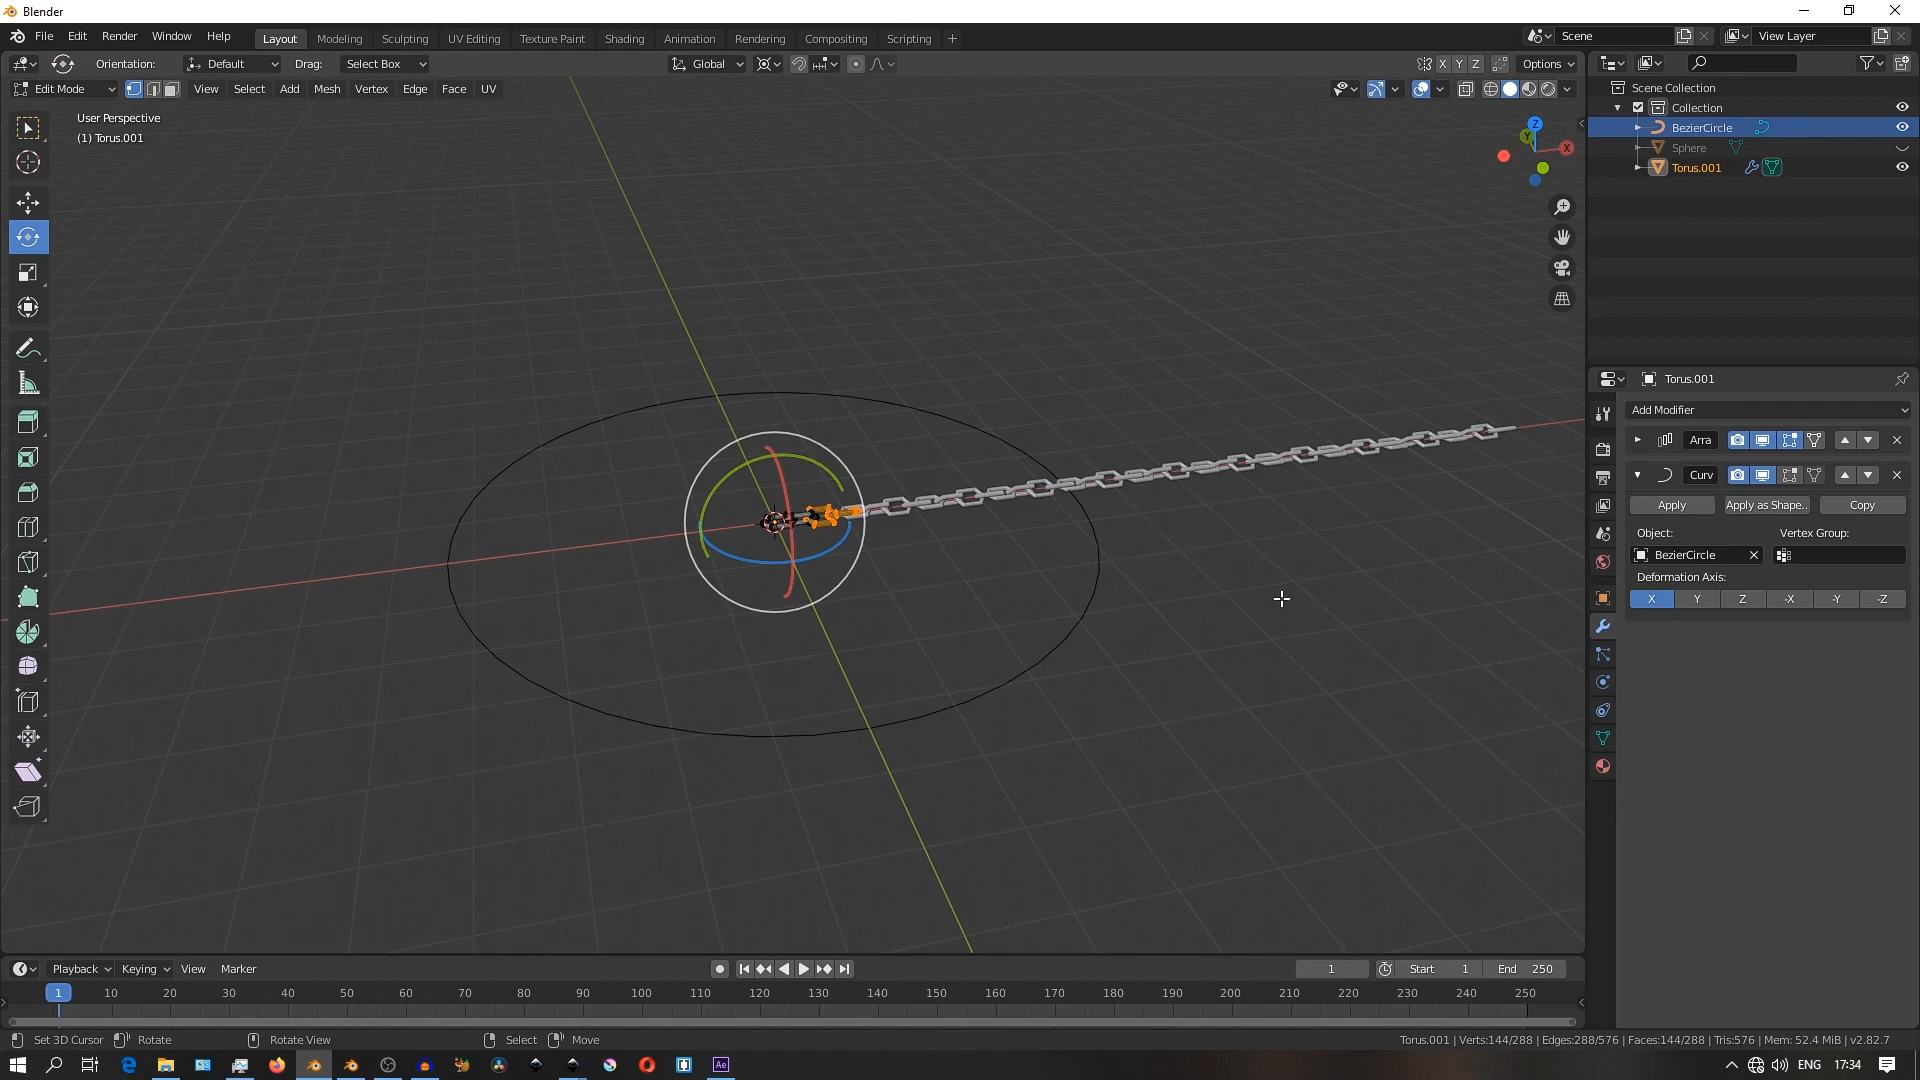 Blender
File Edit Render Window Help
Layout Modeling Sculpting UV Editing Texture Paint Shading Animation Rendering Compositing Scripting
Scene
View Layer
Orientation: Default Drag: Select Box
Global
X Y Z Options
Edit Mode View Select Add Mesh Vertex Edge Face UV
User Perspective
(1) Torus.001
Z
Y
X
Scene Collection
Collection
BezierCircle
Sphere
Torus.001
Torus.001
Add Modifier
Arra
Curv
Apply Apply as Shape.. Copy
Object: Vertex Group:
BezierCircle
Deformation Axis:
X Y Z -X -Y -Z
Playback Keying View Marker
1 Start 1 End 250
1 10 20 30 40 50 60 70 80 90 100 110 120 130 140 150 160 170 180 190 200 210 220 230 240 250
Set 3D Cursor Rotate Rotate View Select Move
Torus.001 | Verts:144/288 | Edges:288/576 | Faces:144/288 | Tris:576 | Mem: 52.4 MiB | v2.82.7
Ae
ENG 17:34